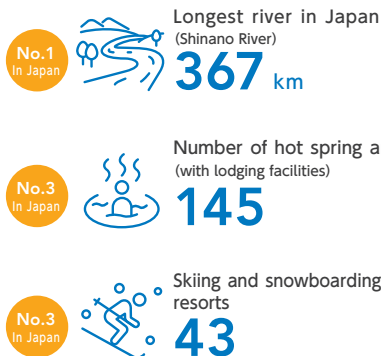 No.1
In Japan
Longest river in Japan
(Shinano River)
367 km
No.3
In Japan
Number of hot spring a
(with lodging facilities)
145
No.3
In Japan
Skiing and snowboarding
resorts
43